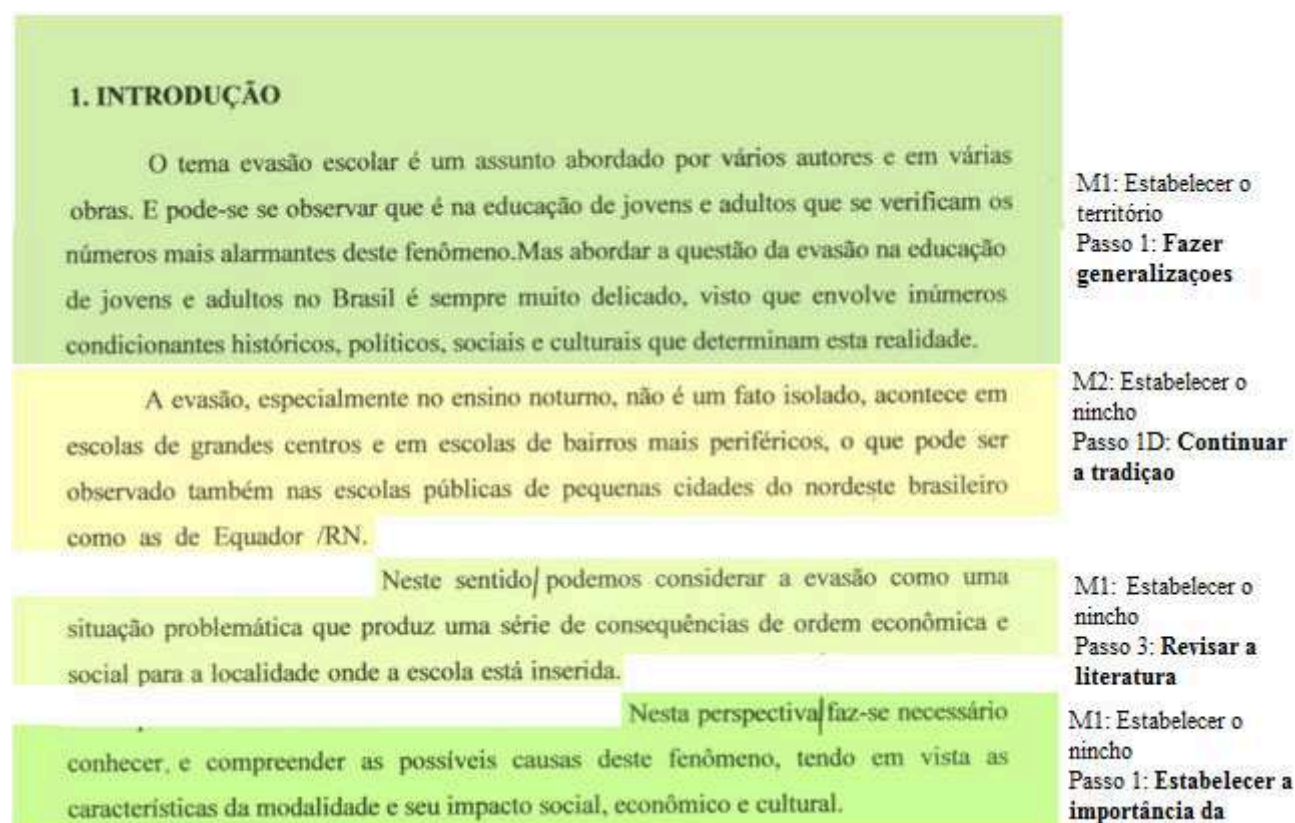 1. INTRODUÇÃO
O tema evasão escolar é um assunto abordado por vários autores e em várias
obras. E pode-se se observar que é na educação de jovens e adultos que se verificam os
números mais alarmantes deste fenômeno.Mas abordar a questão da evasão na educação
de jovens e adultos no Brasil é sempre muito delicado, visto que envolve inúmeros
condicionantes históricos, políticos, sociais e culturais que determinam esta realidade.
M1: Estabelecer o
território
Passo 1: Fazer
generalizaçoes
A evasão, especialmente no ensino noturno, não é um fato isolado, acontece em
escolas de grandes centros e em escolas de bairros mais periféricos, o que pode ser
observado também nas escolas públicas de pequenas cidades do nordeste brasileiro
como as de Equador /RN.
M2: Estabelecer o
nincho
Passo 1D: Continuar
a tradiçao
Neste sentido podemos considerar a evasão como uma
situação problemática que produz uma série de consequências de ordem econômica e
social para a localidade onde a escola está inserida.
M1: Estabelecer o
nincho
Passo 3: Revisar a
literatura
Nesta perspectiva faz-se necessário
conhecer, e compreender as possíveis causas deste fenômeno, tendo em vista as
características da modalidade e seu impacto social, econômico e cultural.
M1: Estabelecer o
nincho
Passo 1: Estabelecer a
importância da